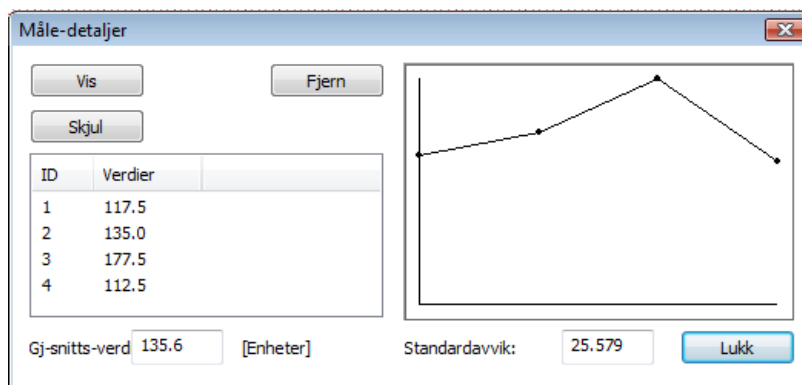 Måle-detaljer
Vis
Fjern
Skjul
ID Verdier
1 117.5
2 135.0
3 177.5
4 112.5
Gj-snitts-verd 135.6 [Enheter] Standardavvik: 25.579 Lukk